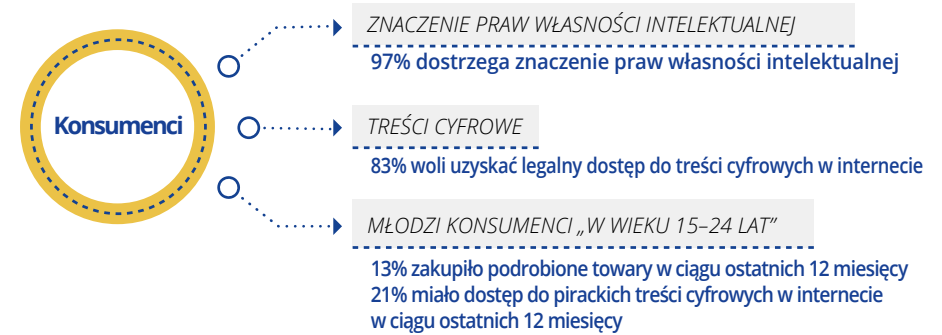 Konsumenci
ZNACZENIE PRAW WŁASNOŚCI INTELEKTUALNEJ
97% dostrzega znaczenie praw własności intelektualnej
TREŚCI CYFROWE
83% woli uzyskać legalny dostęp do treści cyfrowych w internecie
MŁODZI KONSUMENCI „W WIEKU 15–24 LAT”
13% zakupiło podrobione towary w ciągu ostatnich 12 miesięcy
21% miało dostęp do pirackich treści cyfrowych w internecie
w ciągu ostatnich 12 miesięcy